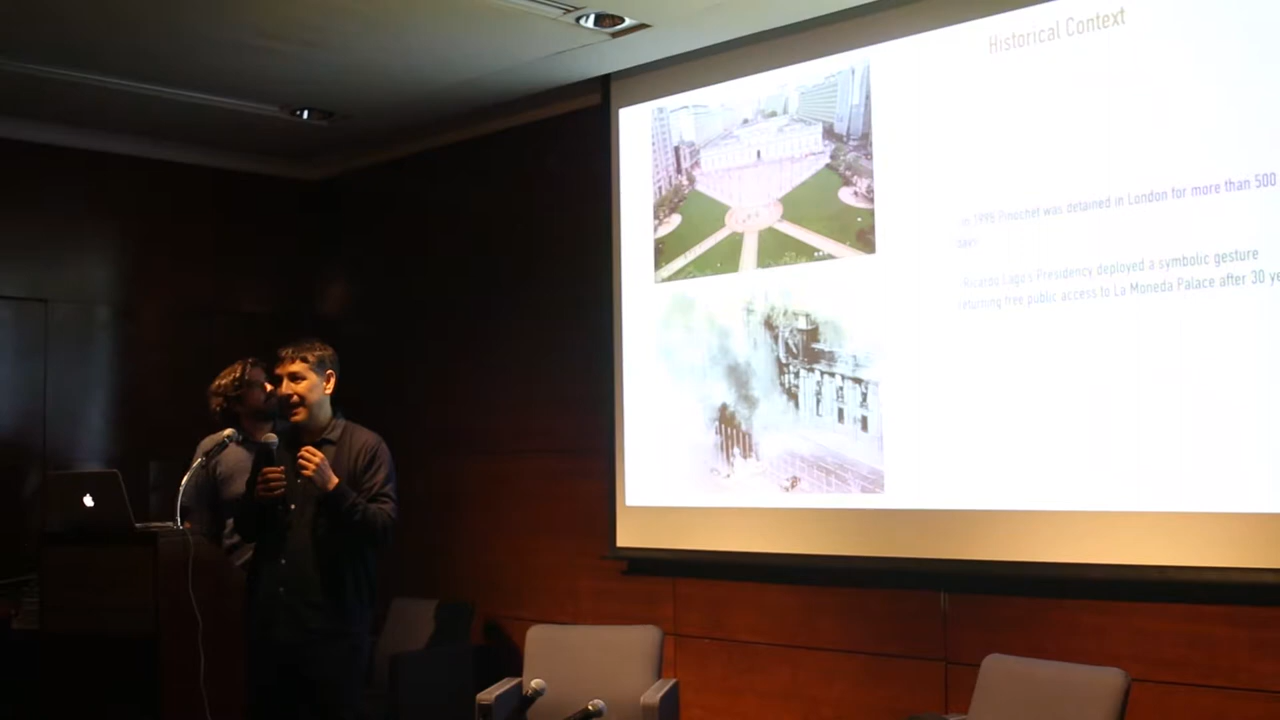 Historical Context
in 1998 Pinochet was detained in London for more than 500
days
Ricardo Lago's Presidency deployed a symbolic gesture
returning free public access to La Moneda Palace after 30